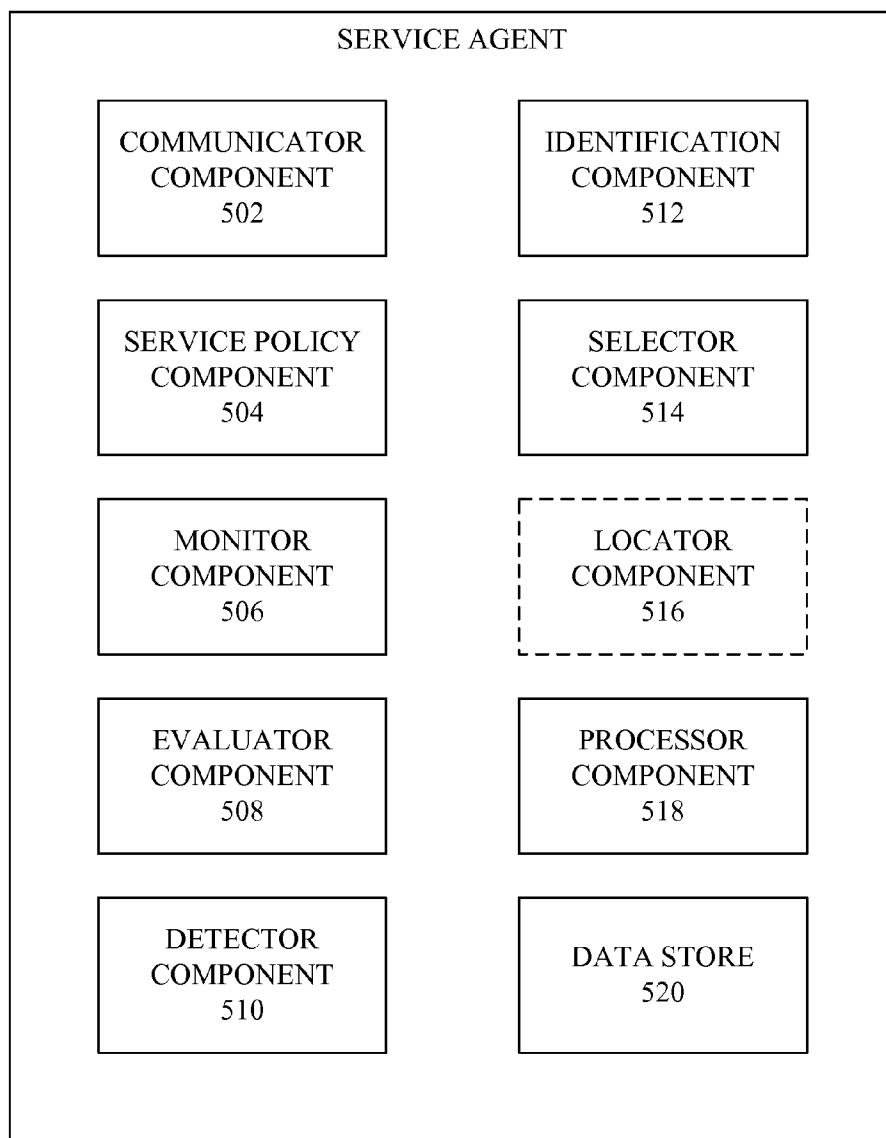 SERVICE AGENT
COMMUNICATOR
COMPONENT
502
IDENTIFICATION
COMPONENT
512
SERVICE POLICY
COMPONENT
504
SELECTOR
COMPONENT
514
MONITOR
COMPONENT
506
LOCATOR
COMPONENT
516
EVALUATOR
COMPONENT
508
PROCESSOR
COMPONENT
518
DETECTOR
COMPONENT
510
DATA STORE
520